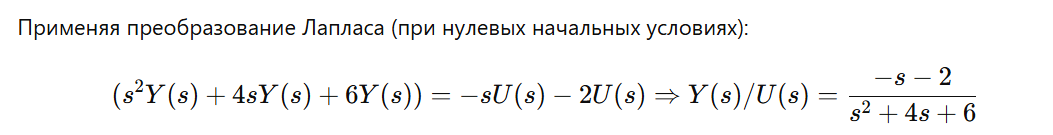 Применяя преобразование Лапласа (при нулевых начальных условиях):
(s²Y(s) + 4sY(s) + 6Y(s)) = −sU(s) − 2U(s) ⇒ Y(s)/U(s) = (−s − 2)/(s² + 4s + 6)